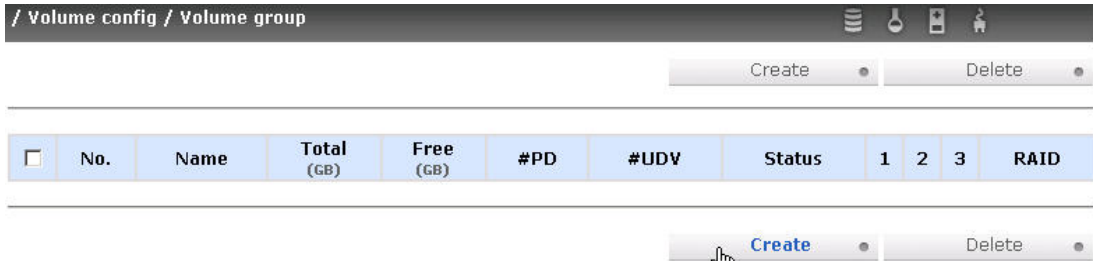 / Volume config / Volume group
Create Delete
No. Name Total (GB) Free (GB) #PD #UDV Status 1 2 3 RAID
Create Delete